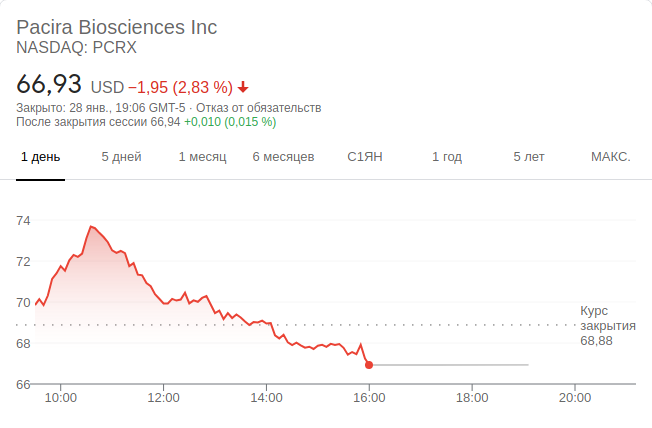 Pacira Biosciences Inc
NASDAQ: PCRX
66,93 USD −1,95 (2,83 %)
Закрыто: 28 янв., 19:06 GMT-5 · Отказ от обязательств
После закрытия сессии 66,94 +0,010 (0,015 %)
1 день 5 дней 1 месяц 6 месяцев С1ЯН 1 год 5 лет МАКС.
74
72
70
68
66
Курс
закрытия
68,88
10:00 12:00 14:00 16:00 18:00 20:00